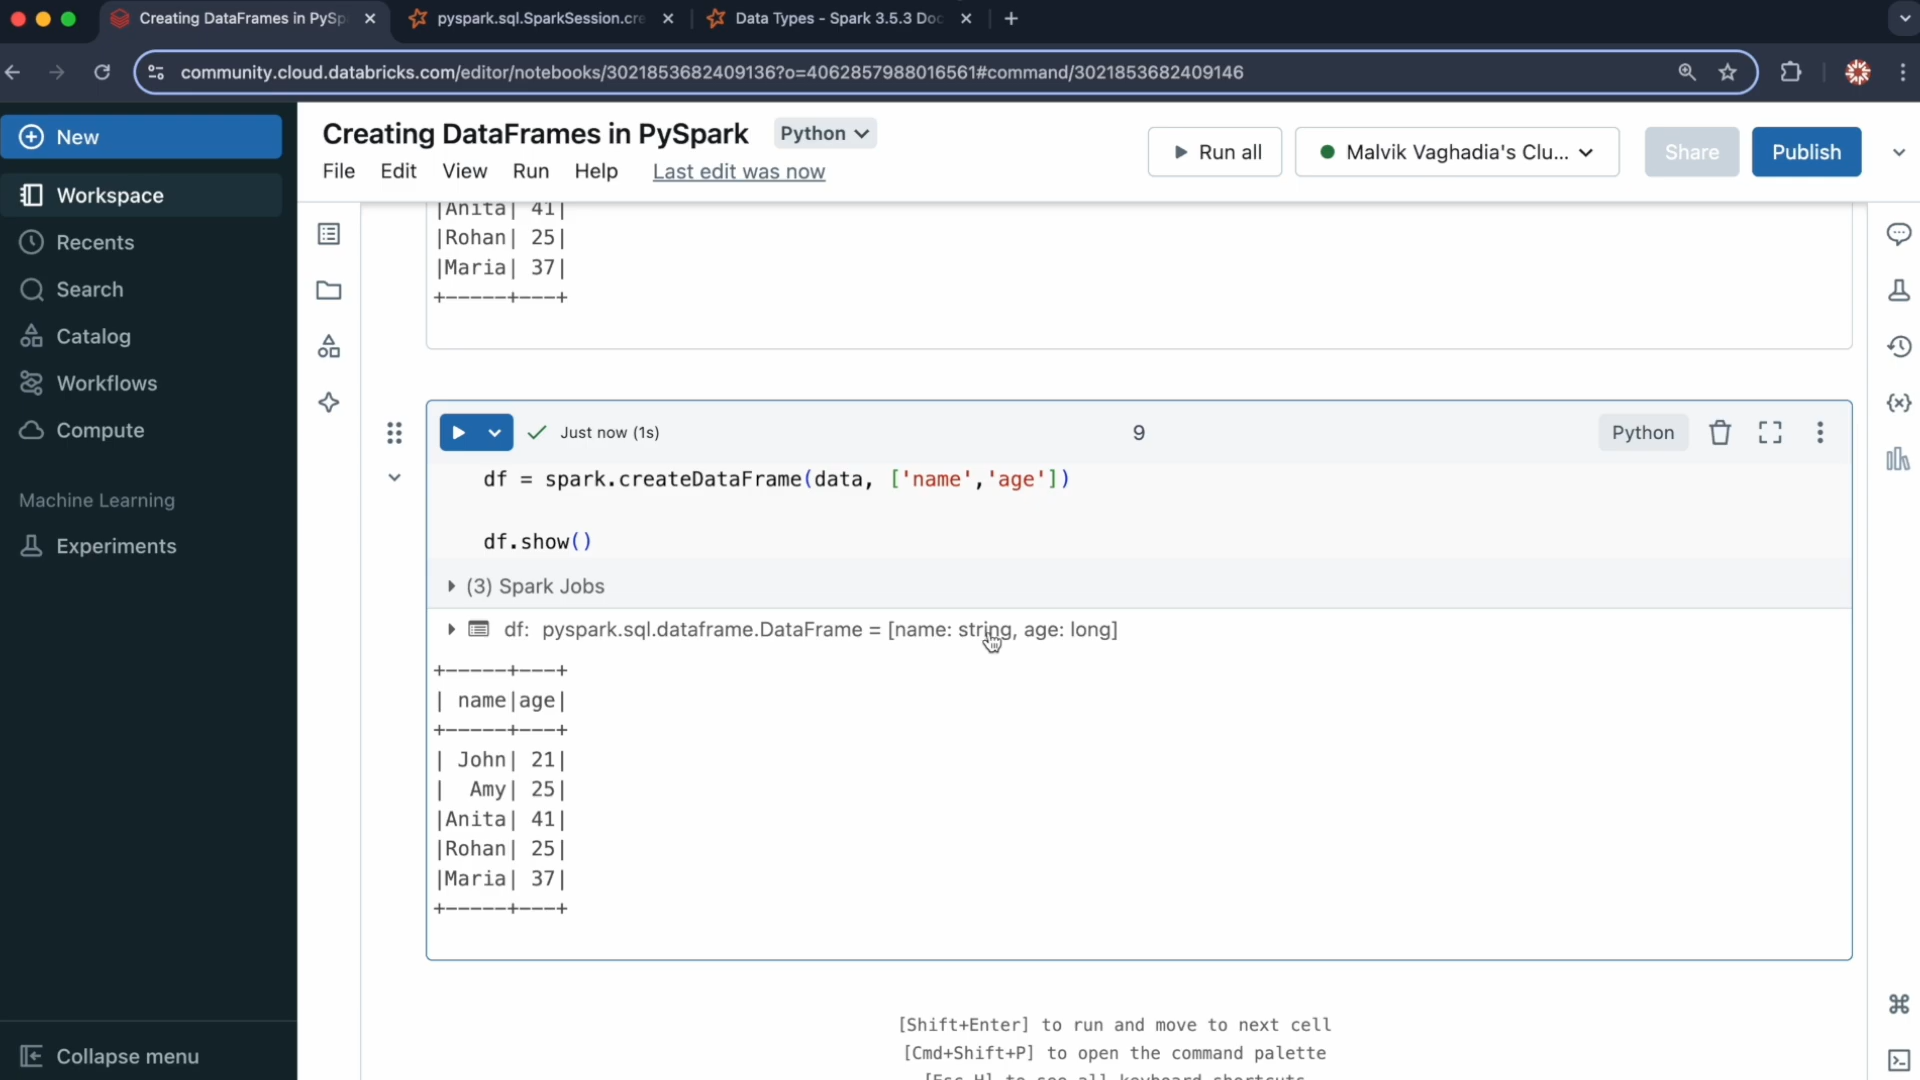 Creating DataFrames in PySp
pyspark.sql.SparkSession.cre
Data Types - Spark 3.5.3 Doc
community.cloud.databricks.com/editor/notebooks/3021853682409136?o=4062857988016561#command/3021853682409146
New
Workspace
Recents
Search
Catalog
Workflows
Compute
Machine Learning
Experiments
Collapse menu
Creating DataFrames in PySpark
Python
File Edit View Run Help Last edit was now
Run all
Malvik Vaghadia's Clu...
Share
Publish
|Anita| 41|
|Rohan| 25|
|Maria| 37|
+-----+---+
Just now (1s)
9
Python
df = spark.createDataFrame(data, ['name','age'])
df.show()
(3) Spark Jobs
df: pyspark.sql.dataframe.DataFrame = [name: string, age: long]
+-----+---+
| name|age|
+-----+---+
| John| 21|
|  Amy| 25|
|Anita| 41|
|Rohan| 25|
|Maria| 37|
+-----+---+
[Shift+Enter] to run and move to next cell
[Cmd+Shift+P] to open the command palette
[Esc H] to see all keyboard shortcuts